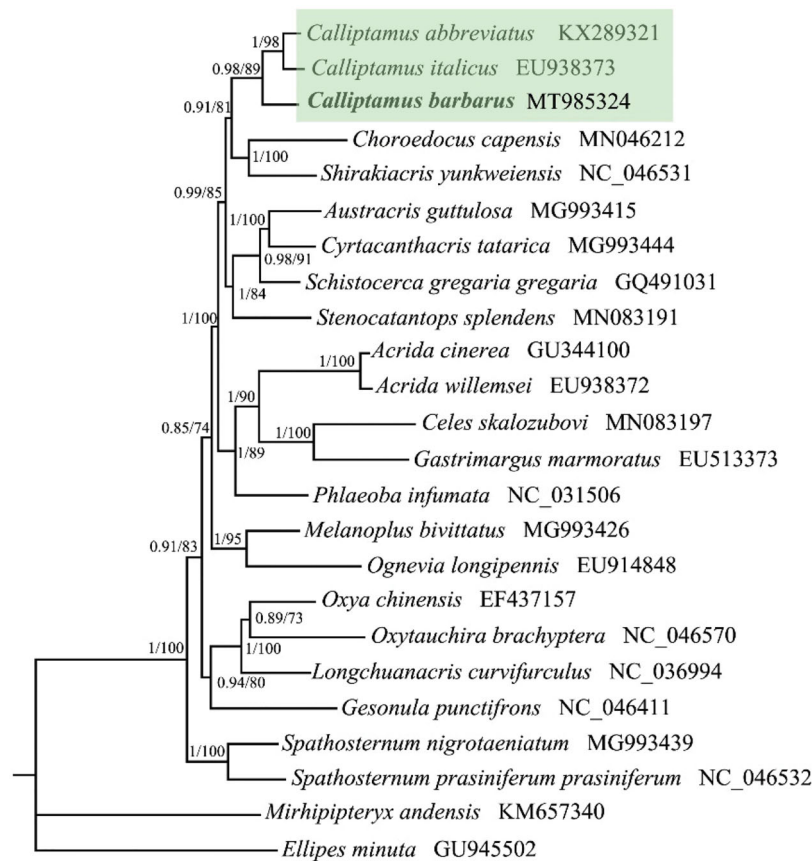 1/98
Calliptamus abbreviatus KX289321
0.98/89
Calliptamus italicus EU938373
Calliptamus barbarus MT985324
0.91/81
Choroedocus capensis MN046212
1/100
Shirakiacris yunkweiensis NC_046531
0.99/85
Austracris guttulosa MG993415
1/100
Cyrtacanthacris tatarica MG993444
0.98/91
Schistocerca gregaria gregaria GQ491031
1/84
Stenocatantops splendens MN083191
1/100
Acrida cinerea GU344100
1/100
Acrida willemsei EU938372
1/90
Celes skalozubovi MN083197
0.85/74
1/100
Gastrimargus marmoratus EU513373
1/89
Phlaeoba infumata NC_031506
Melanoplus bivittatus MG993426
0.91/83
1/95
Ognevia longipennis EU914848
Oxya chinensis EF437157
0.89/73
Oxytauchira brachyptera NC_046570
1/100
1/100
Longchuanacris curvifurculus NC_036994
0.94/80
Gesonula punctifrons NC_046411
Spathosternum nigrotaeniatum MG993439
1/100
Spathosternum prasiniferum prasiniferum NC_046532
Mirhipipteryx andensis KM657340
Ellipes minuta GU945502